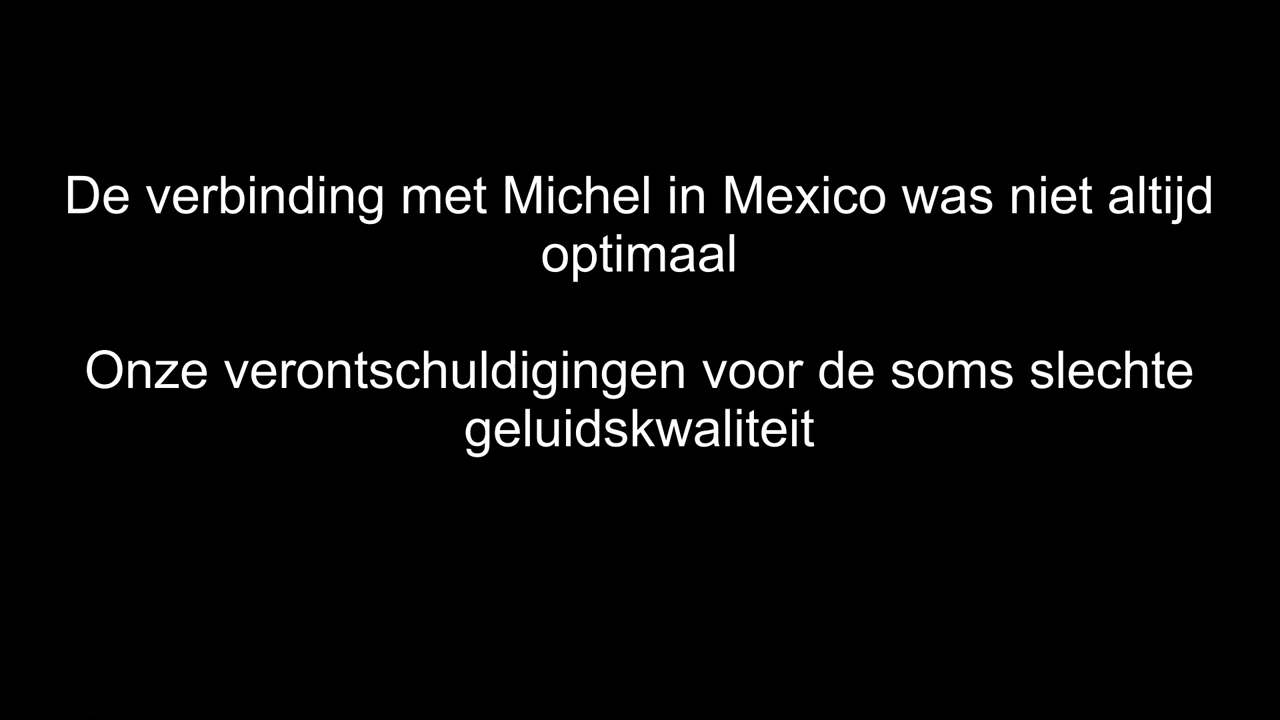 De verbinding met Michel in Mexico was niet altijd
optimaal
Onze verontschuldigingen voor de soms slechte
geluidskwaliteit